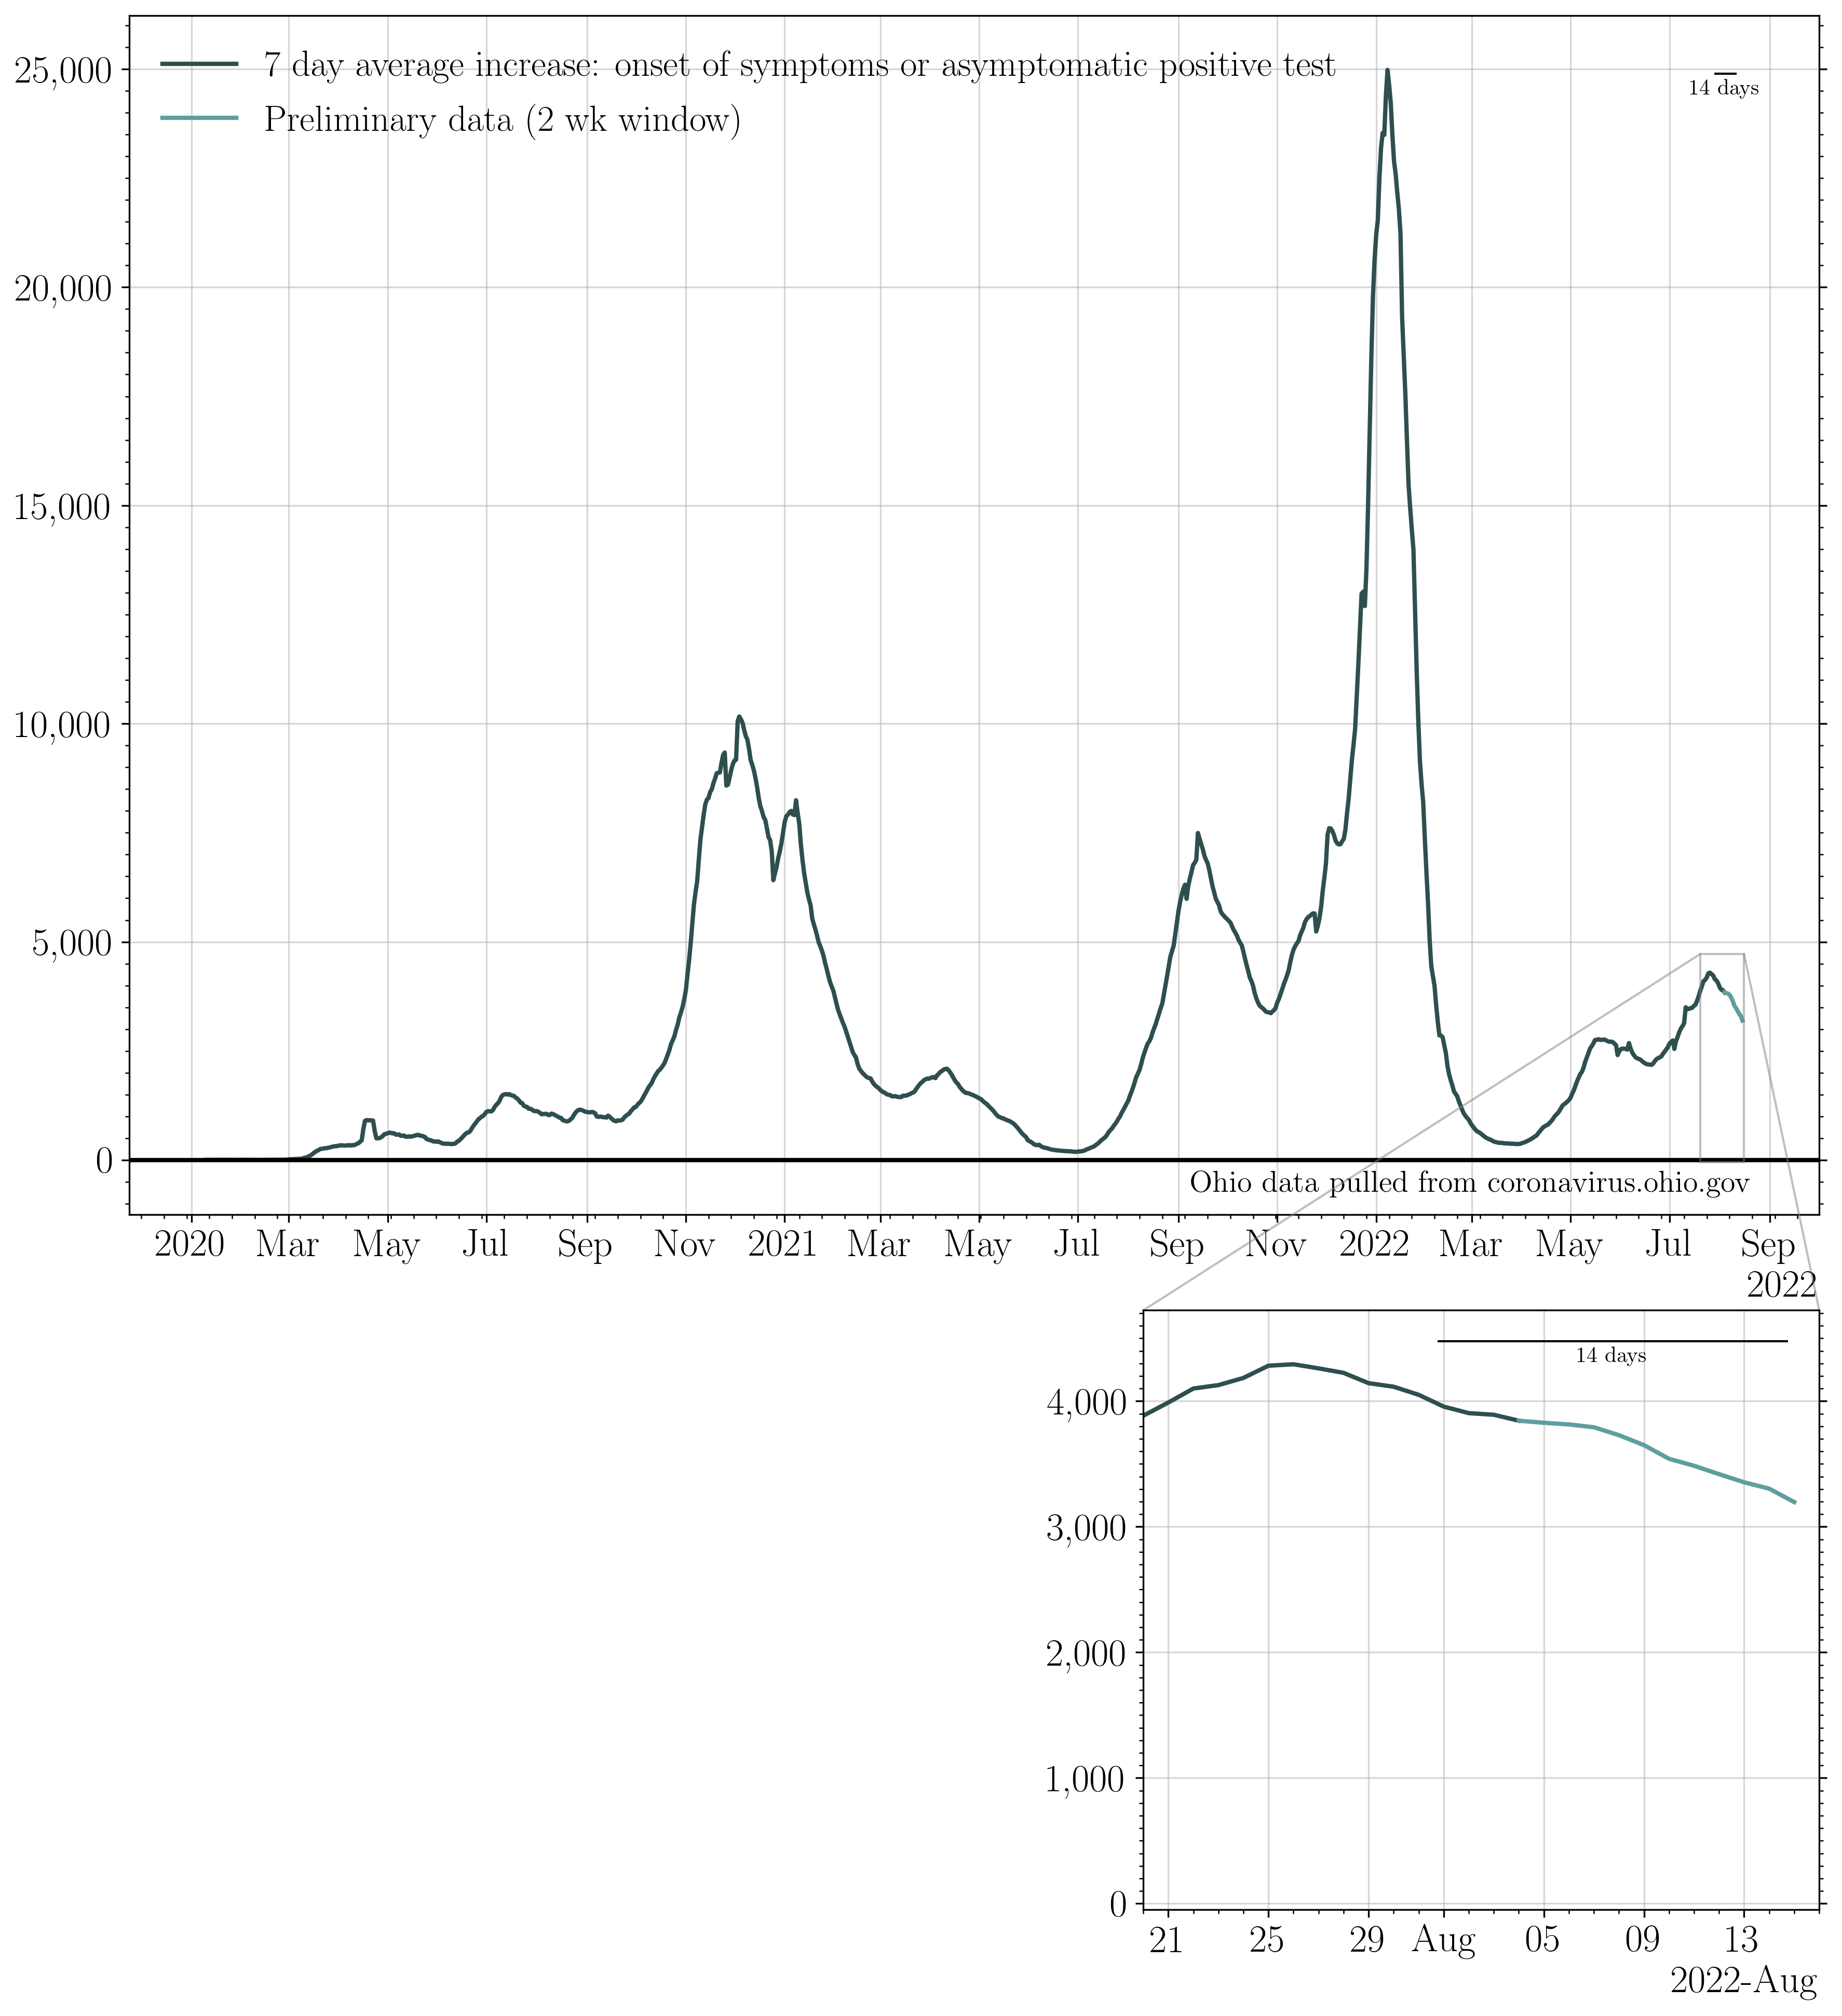 7 day average increase: onset of symptoms or asymptomatic positive test
Preliminary data (2 wk window)
14 days
25,000
20,000
15,000
10,000
5,000
0
Ohio data pulled from coronavirus.ohio.gov
2020 Mar May Jul Sep Nov 2021 Mar May Jul Sep Nov 2022 Mar May Jul Sep
2022
14 days
4,000
3,000
2,000
1,000
0
21 25 29 Aug 05 09 13
2022-Aug